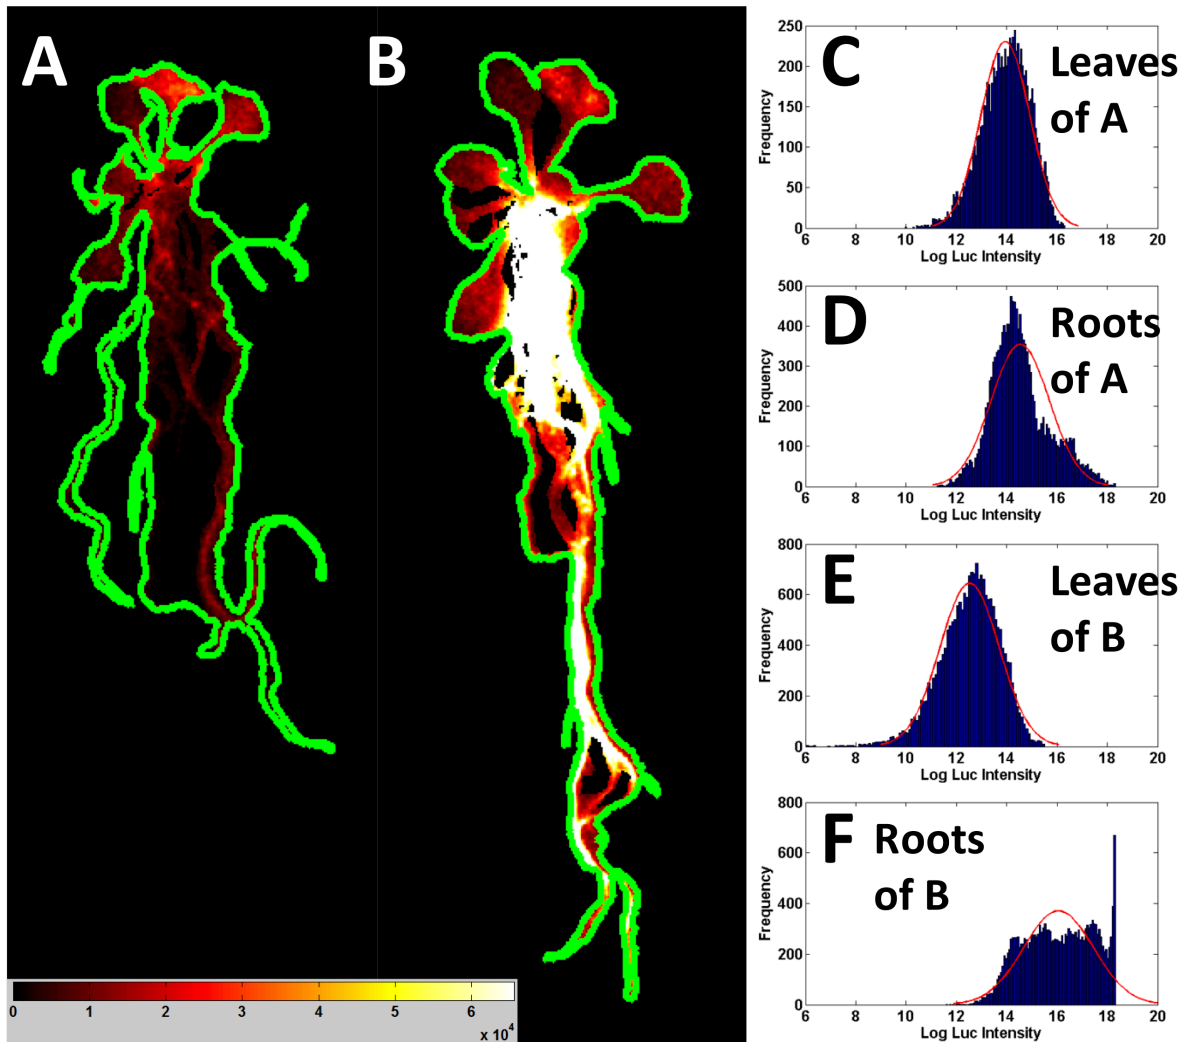 A
B
0 1 2 3 4 5 6
x 10^4
C
Leaves
of A
250
200
150
100
50
0
Frequency
6 8 10 12 14 16 18 20
Log Luc Intensity
D
Roots
of A
500
400
300
200
100
0
Frequency
6 8 10 12 14 16 18 20
Log Luc Intensity
E
Leaves
of B
800
600
400
200
0
Frequency
6 8 10 12 14 16 18 20
Log Luc Intensity
F
Roots
of B
800
600
400
200
0
Frequency
6 8 10 12 14 16 18 20
Log Luc Intensity